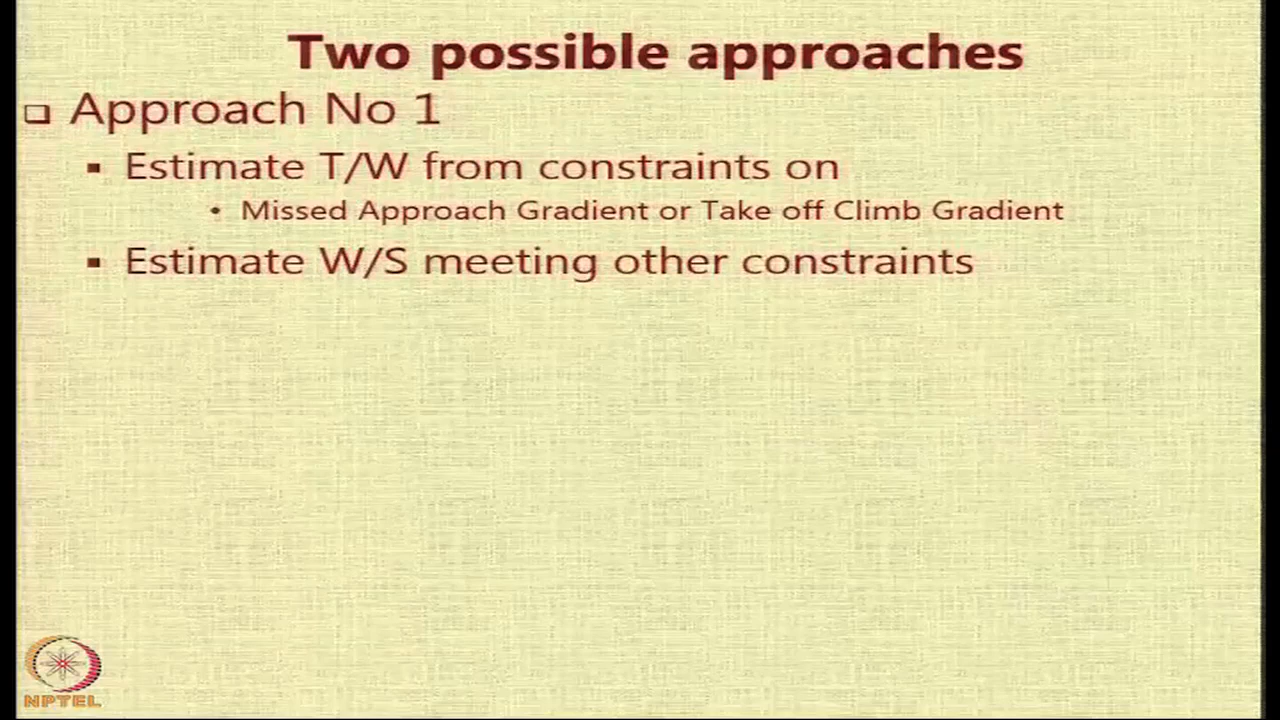 Two possible approaches
Approach No 1
Estimate T/W from constraints on
Missed Approach Gradient or Take off Climb Gradient
Estimate W/S meeting other constraints
NPTEL